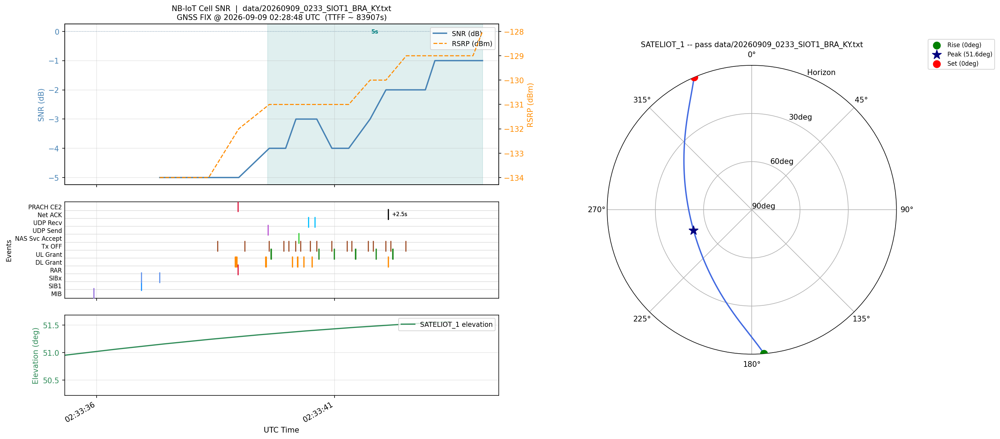 NB-IoT Cell SNR  |  data/20260909_0233_SIOT1_BRA_KY.txt
GNSS FIX @ 2026-09-09 02:28:48 UTC  (TTFF ~ 83907s)
SNR (dB)
0
−1
−2
−3
−4
−5
5s
SNR (dB)
RSRP (dBm)
−128
−129
−130
−131
−132
−133
−134
RSRP (dBm)
Events
PRACH CE2
Net ACK
UDP Recv
UDP Send
NAS Svc Accept
Tx OFF
UL Grant
DL Grant
RAR
SIBx
SIB1
MIB
+2.5s
Elevation (deg)
51.5
51.0
50.5
SATELIOT_1 elevation
02:33:36
02:33:41
UTC Time
SATELIOT_1 -- pass data/20260909_0233_SIOT1_BRA_KY.txt
0°
Horizon
315°
45°
30deg
60deg
90deg
270°
90°
225°
135°
180°
Rise (0deg)
Peak (51.6deg)
Set (0deg)